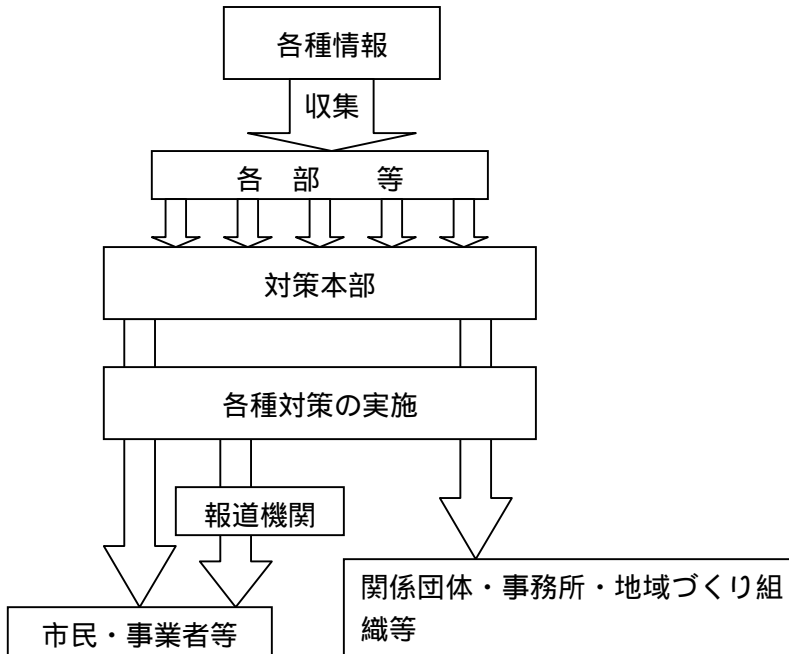 各種情報
収集
各　部　　等
対策本部
各種対策の実施
報道機関
関係団体・事務所・地域づくり組
織等
市民・事業者等